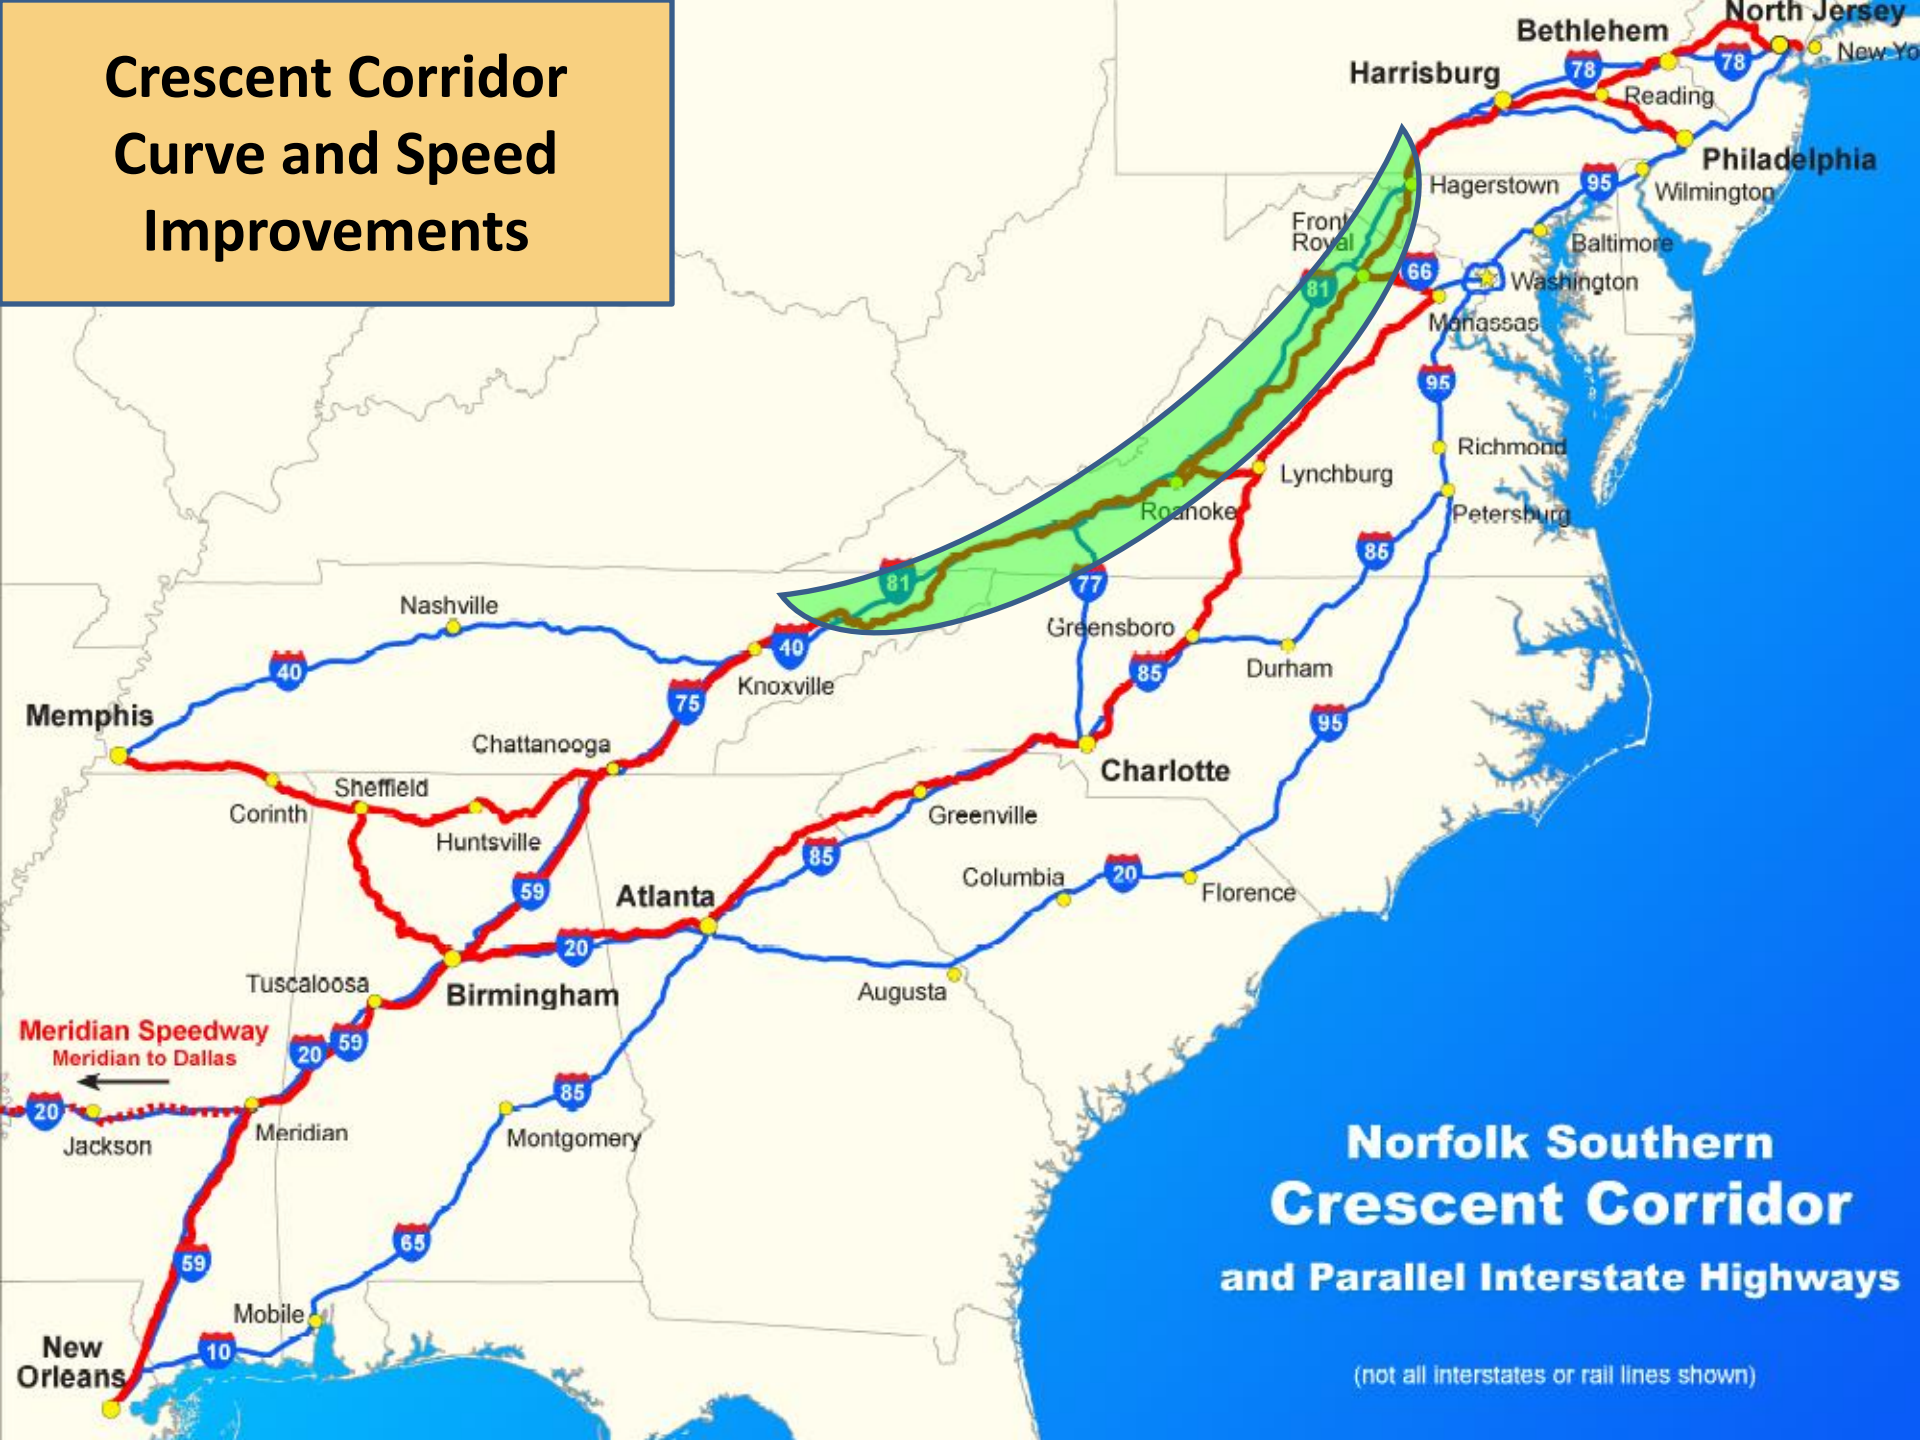 Crescent Corridor
Curve and Speed
Improvements
North Jersey
Bethlehem
New Yo
78
78
Harrisburg
Reading
Philadelphia
Hagerstown
95
Wilmington
Front
Royal
Baltimore
66
Washington
81
Manassas
95
Richmond
Lynchburg
Roanoke
Petersburg
85
81
77
Nashville
Greensboro
40
40
Durham
85
Knoxville
75
95
Memphis
Chattanooga
Charlotte
Sheffield
Corinth
Greenville
Huntsville
85
59
Columbia
20
Florence
Atlanta
20
Tuscaloosa
Birmingham
Augusta
Meridian Speedway
Meridian to Dallas
20
59
20
85
Jackson
Meridian
Montgomery
Norfolk Southern
Crescent Corridor
and Parallel Interstate Highways
65
59
Mobile
10
New
Orleans
(not all interstates or rail lines shown)